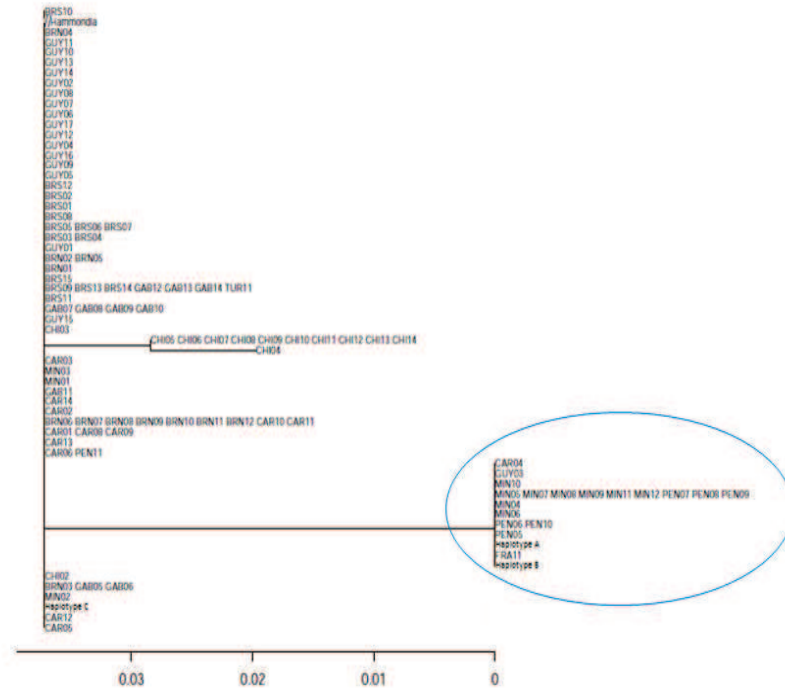 BRS10
//Hammondia
BRN04
GUY11
GUY10
GUY13
GUY14
GUY02
GUY08
GUY07
GUY06
GUY17
GUY12
GUY04
GUY16
GUY09
GUY05
BRS12
BRS02
BRS01
BRS08
BRS05 BRS06 BRS07
BRS03 BRS04
GUY01
BRN02 BRN05
BRN01
BRS15
BRS09 BRS13 BRS14 GAB12 GAB13 GAB14 TUR11
BRS11
GAB07 GAB08 GAB09 GAB10
GUY15
CHI03
CHI05 CHI06 CHI07 CHI08 CHI09 CHI10 CHI11 CHI12 CHI13 CHI14
CHI04
CAR03
MIN03
MIN01
GAB11
CAR14
CAR02
BRN06 BRN07 BRN08 BRN09 BRN10 BRN11 BRN12 CAR10 CAR11
CAR01 CAR08 CAR09
CAR13
CAR06 PEN11
CAR04
GUY03
MIN10
MIN05 MIN07 MIN08 MIN09 MIN11 MIN12 PEN07 PEN08 PEN09
MIN04
MIN06
PEN06 PEN10
PEN05
Haplotype A
FRA11
Haplotype B
CHI02
BRN03 GAB05 GAB06
MIN02
Haplotype C
CAR12
CAR05
0.03 0.02 0.01 0